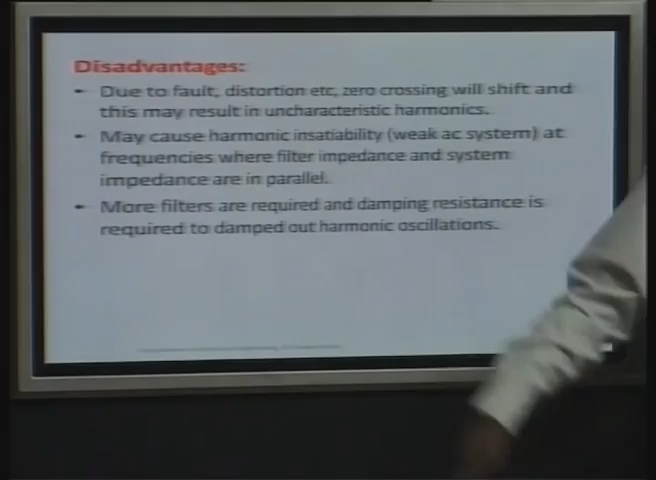 Disadvantages:
- Due to fault, distortion etc, zero crossing will shift and
this may result in uncharacteristic harmonics.
- May cause harmonic insatiability (weak ac system) at
frequencies where filter impedance and system
impedance are in parallel.
- More filters are required and damping resistance is
required to damped out harmonic oscillations.